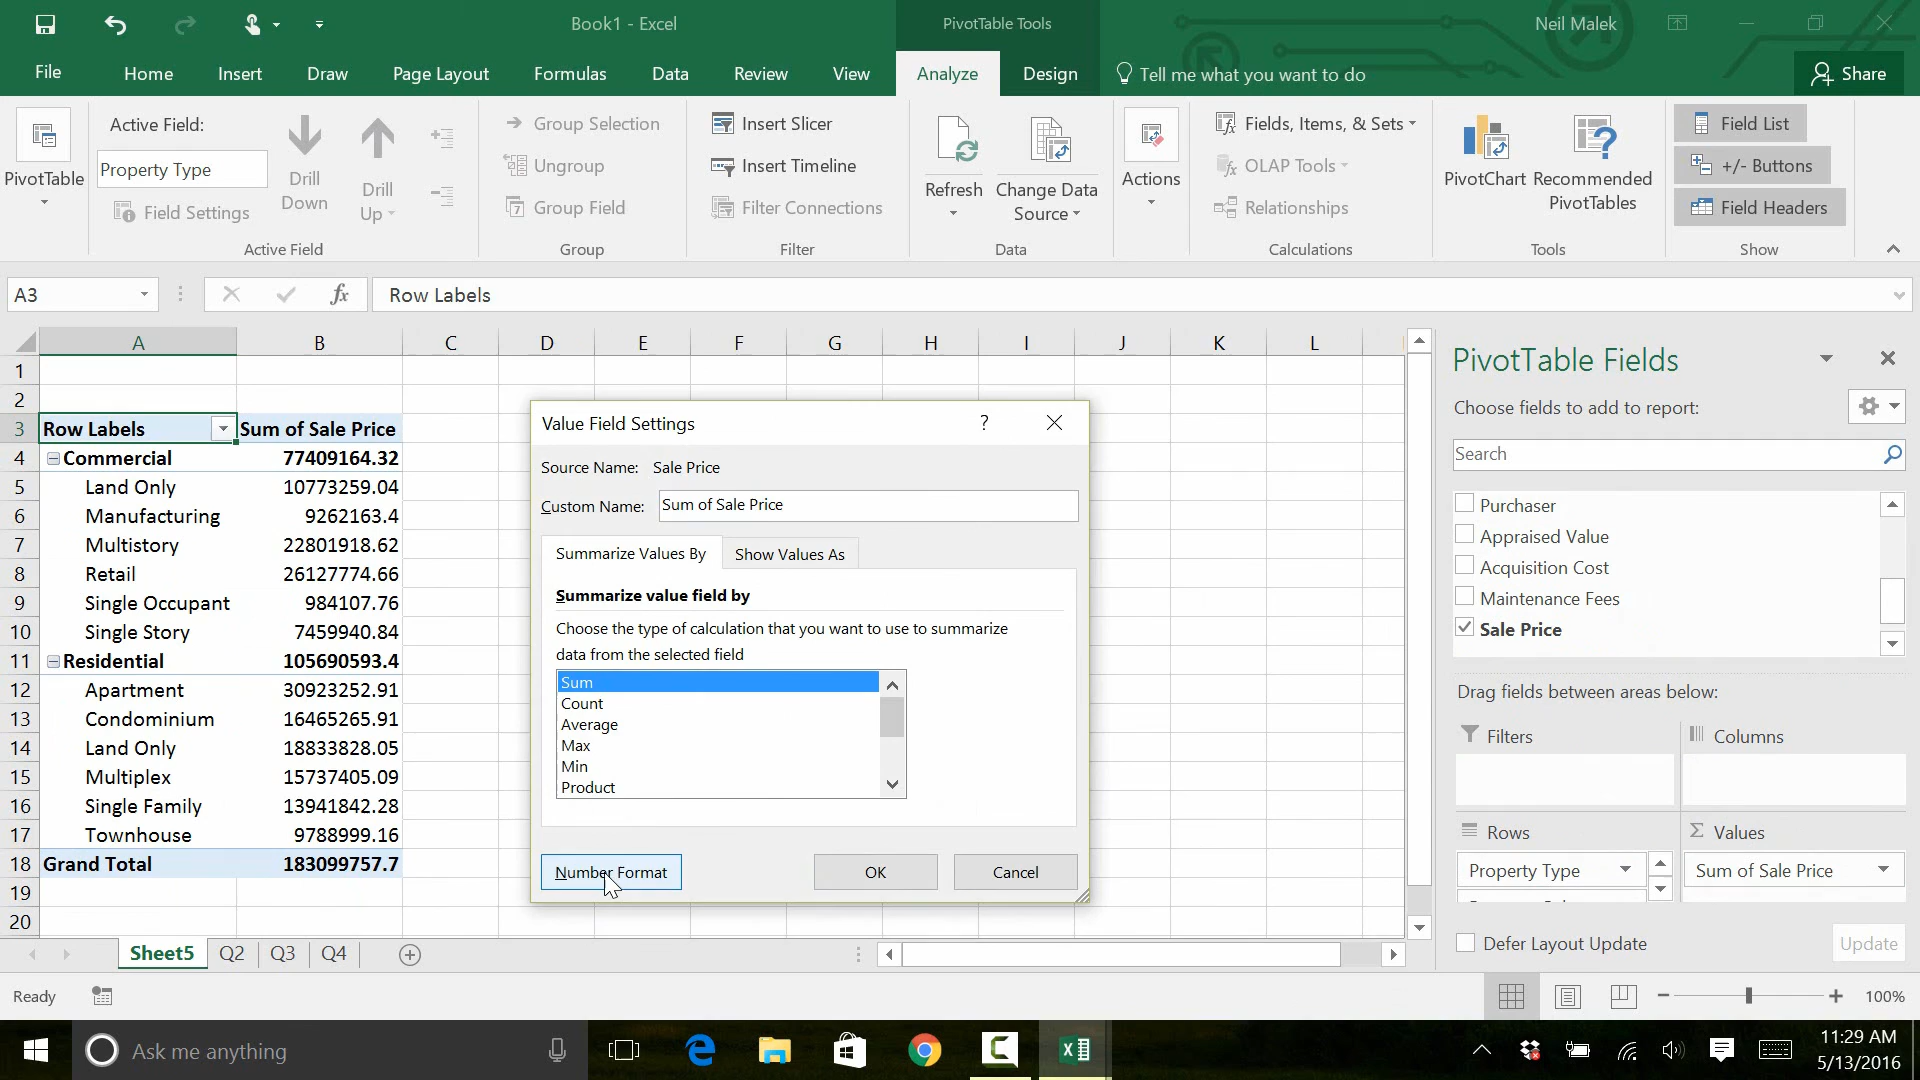 Book1 - Excel
PivotTable Tools
Neil Malek
File
Home
Insert
Draw
Page Layout
Formulas
Data
Review
View
Analyze
Design
Tell me what you want to do
Share
PivotTable
Active Field:
Property Type
Field Settings
Drill
Down
Drill
Up
Active Field
Group Selection
Ungroup
Group Field
Group
Insert Slicer
Insert Timeline
Filter Connections
Filter
Refresh
Change Data
Source
Data
Actions
Fields, Items, & Sets
OLAP Tools
Relationships
Calculations
PivotChart
Recommended
PivotTables
Tools
Field List
+/- Buttons
Field Headers
Show
A3
fx
Row Labels
A B C D E F G H I J K L
1
2
3 Row Labels Sum of Sale Price
4 Commercial 77409164.32
5 Land Only 10773259.04
6 Manufacturing 9262163.4
7 Multistory 22801918.62
8 Retail 26127774.66
9 Single Occupant 984107.76
10 Single Story 7459940.84
11 Residential 105690593.4
12 Apartment 30923252.91
13 Condominium 16465265.91
14 Land Only 18833828.05
15 Multiplex 15737405.09
16 Single Family 13941842.28
17 Townhouse 9788999.16
18 Grand Total 183099757.7
19
20
Value Field Settings
?
Source Name: Sale Price
Custom Name: Sum of Sale Price
Summarize Values By
Show Values As
Summarize value field by
Choose the type of calculation that you want to use to summarize
data from the selected field
Sum
Count
Average
Max
Min
Product
Number Format
OK
Cancel
PivotTable Fields
Choose fields to add to report:
Search
Purchaser
Appraised Value
Acquisition Cost
Maintenance Fees
Sale Price
Drag fields between areas below:
Filters
Columns
Rows
Σ Values
Property Type
Sum of Sale Price
Defer Layout Update
Update
Sheet5
Q2
Q3
Q4
Ready
100%
Ask me anything
11:29 AM
5/13/2016